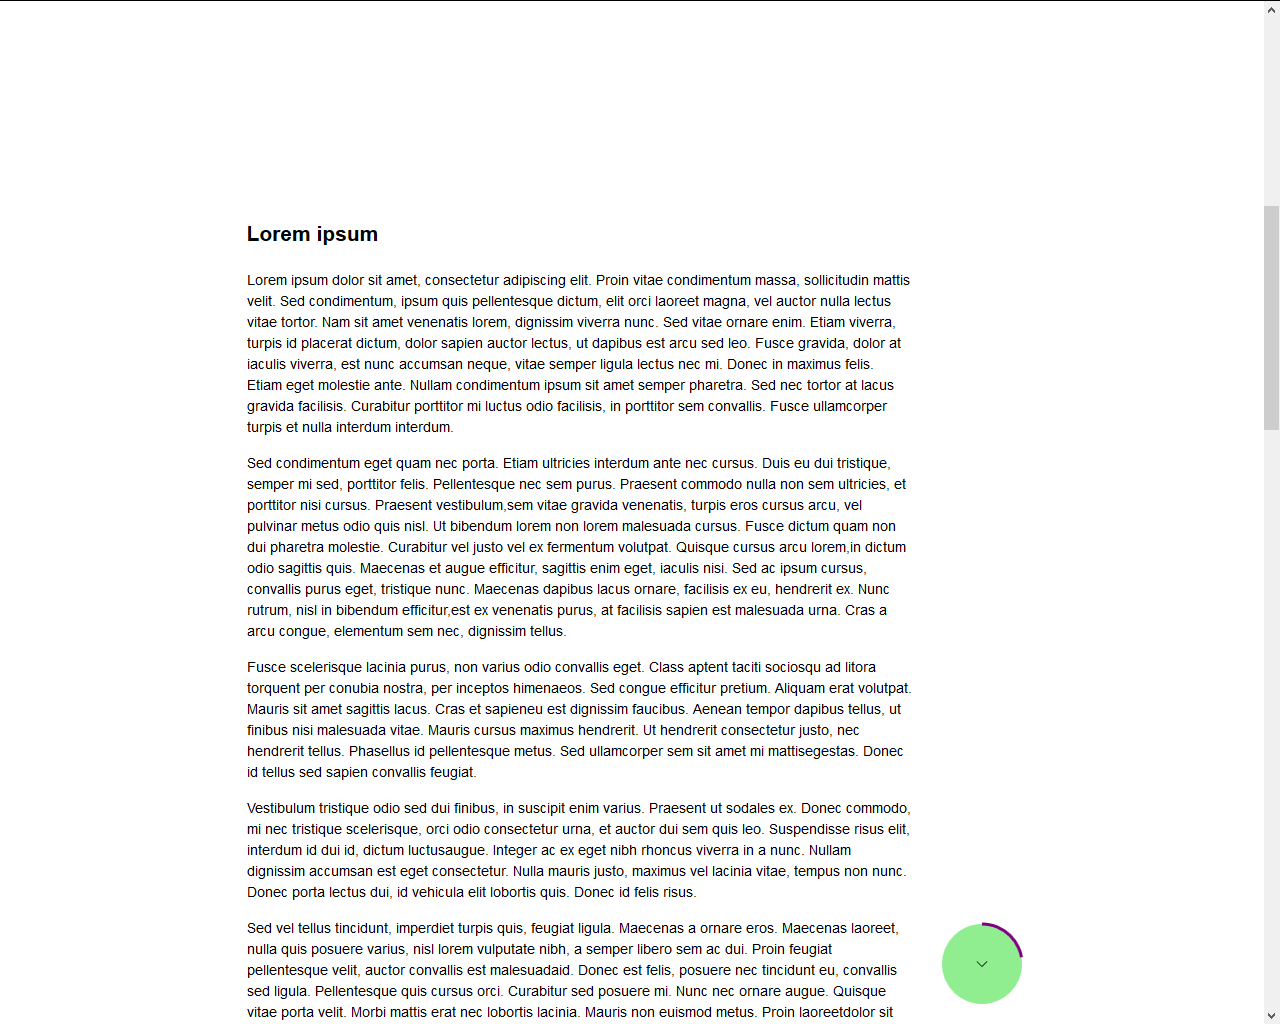 Lorem ipsum
Lorem ipsum dolor sit amet, consectetur adipiscing elit. Proin vitae condimentum massa, sollicitudin mattis
velit. Sed condimentum, ipsum quis pellentesque dictum, elit orci laoreet magna, vel auctor nulla lectus
vitae tortor. Nam sit amet venenatis lorem, dignissim viverra nunc. Sed vitae ornare enim. Etiam viverra,
turpis id placerat dictum, dolor sapien auctor lectus, ut dapibus est arcu sed leo. Fusce gravida, dolor at
iaculis viverra, est nunc accumsan neque, vitae semper ligula lectus nec mi. Donec in maximus felis.
Etiam eget molestie ante. Nullam condimentum ipsum sit amet semper pharetra. Sed nec tortor at lacus
gravida facilisis. Curabitur porttitor mi luctus odio facilisis, in porttitor sem convallis. Fusce ullamcorper
turpis et nulla interdum interdum.
Sed condimentum eget quam nec porta. Etiam ultricies interdum ante nec cursus. Duis eu dui tristique,
semper mi sed, porttitor felis. Pellentesque nec sem purus. Praesent commodo nulla non sem ultricies, et
porttitor nisi cursus. Praesent vestibulum,sem vitae gravida venenatis, turpis eros cursus arcu, vel
pulvinar metus odio quis nisl. Ut bibendum lorem non lorem malesuada cursus. Fusce dictum quam non
dui pharetra molestie. Curabitur vel justo vel ex fermentum volutpat. Quisque cursus arcu lorem,in dictum
odio sagittis quis. Maecenas et augue efficitur, sagittis enim eget, iaculis nisi. Sed ac ipsum cursus,
convallis purus eget, tristique nunc. Maecenas dapibus lacus ornare, facilisis ex eu, hendrerit ex. Nunc
rutrum, nisl in bibendum efficitur,est ex venenatis purus, at facilisis sapien est malesuada urna. Cras a
arcu congue, elementum sem nec, dignissim tellus.
Fusce scelerisque lacinia purus, non varius odio convallis eget. Class aptent taciti sociosqu ad litora
torquent per conubia nostra, per inceptos himenaeos. Sed congue efficitur pretium. Aliquam erat volutpat.
Mauris sit amet sagittis lacus. Cras et sapieneu est dignissim faucibus. Aenean tempor dapibus tellus, ut
finibus nisi malesuada vitae. Mauris cursus maximus hendrerit. Ut hendrerit consectetur justo, nec
hendrerit tellus. Phasellus id pellentesque metus. Sed ullamcorper sem sit amet mi mattisegestas. Donec
id tellus sed sapien convallis feugiat.
Vestibulum tristique odio sed dui finibus, in suscipit enim varius. Praesent ut sodales ex. Donec commodo,
mi nec tristique scelerisque, orci odio consectetur urna, et auctor dui sem quis leo. Suspendisse risus elit,
interdum id dui id, dictum luctusaugue. Integer ac ex eget nibh rhoncus viverra in a nunc. Nullam
dignissim accumsan est eget consectetur. Nulla mauris justo, maximus vel lacinia vitae, tempus non nunc.
Donec porta lectus dui, id vehicula elit lobortis quis. Donec id felis risus.
Sed vel tellus tincidunt, imperdiet turpis quis, feugiat ligula. Maecenas a ornare eros. Maecenas laoreet,
nulla quis posuere varius, nisl lorem vulputate nibh, a semper libero sem ac dui. Proin feugiat
pellentesque velit, auctor convallis est malesuadaid. Donec est felis, posuere nec tincidunt eu, convallis
sed ligula. Pellentesque quis cursus orci. Curabitur sed posuere mi. Nunc nec ornare augue. Quisque
vitae porta velit. Morbi mattis erat nec lobortis lacinia. Mauris non euismod metus. Proin laoreetdolor sit